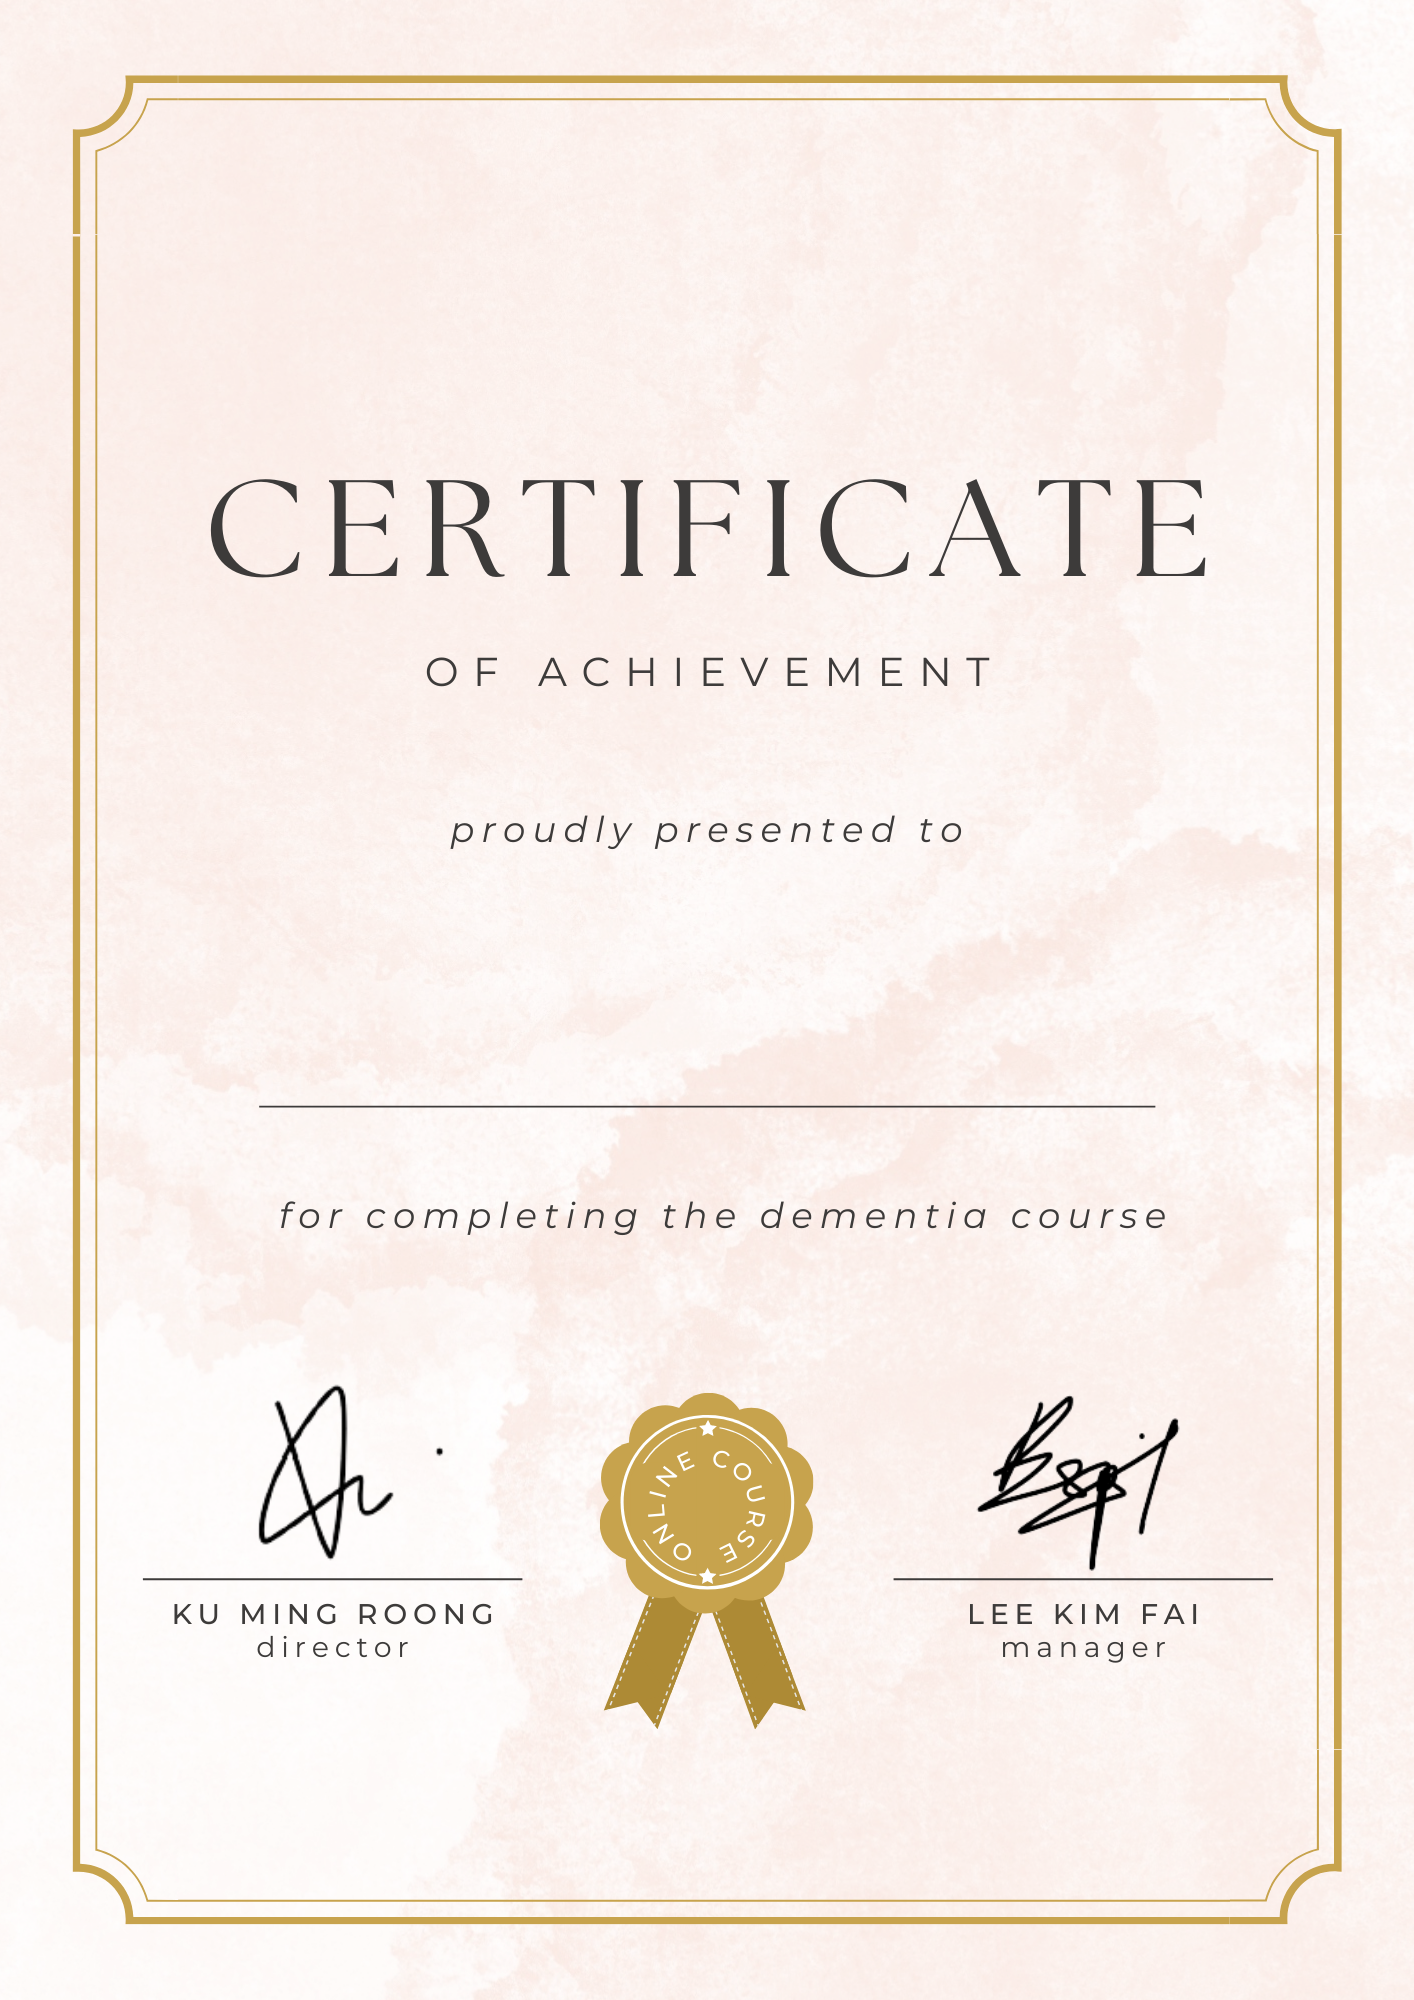 CERTIFICATE
OF ACHIEVEMENT
proudly presented to
for completing the dementia course
ONLINE COURSE
KU MING ROONG
director
LEE KIM FAI
manager